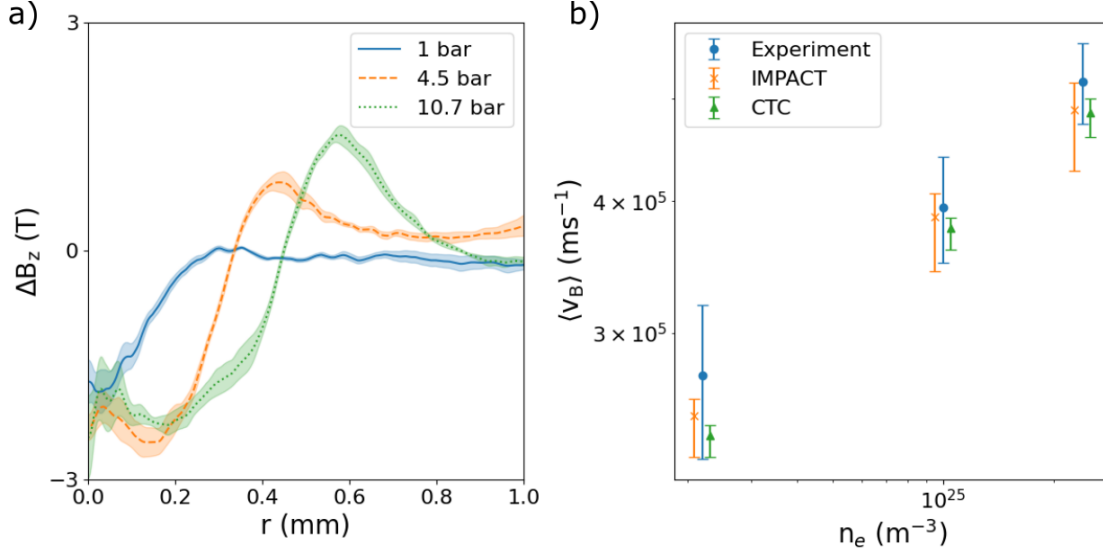 a)
3
0
-3
ΔB_z (T)
1 bar
4.5 bar
10.7 bar
0.0 0.2 0.4 0.6 0.8 1.0
r (mm)
b)
Experiment
IMPACT
CTC
4 × 10⁵
3 × 10⁵
⟨v_B⟩ (ms⁻¹)
10²⁵
n_e (m⁻³)